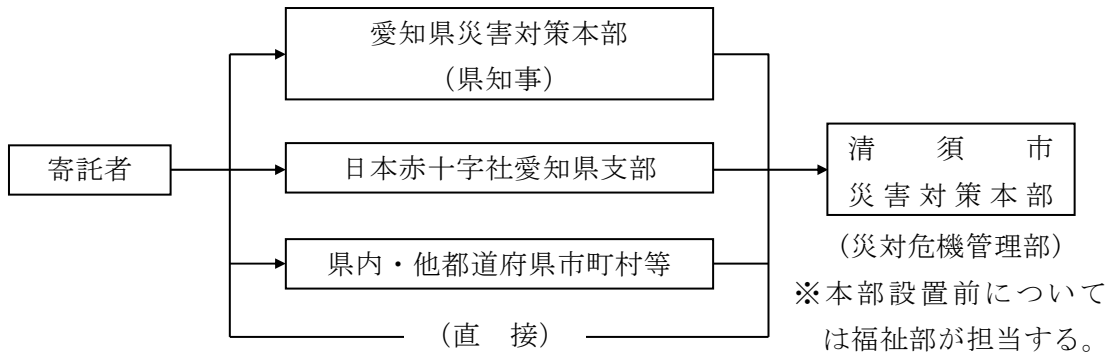 愛知県災害対策本部
（県知事）
寄託者
日本赤十字社愛知県支部
県内・他都道府県市町村等
（直　接）
清　須　市
災害対策本部
（災対危機管理部）
※本部設置前について
は福祉部が担当する。